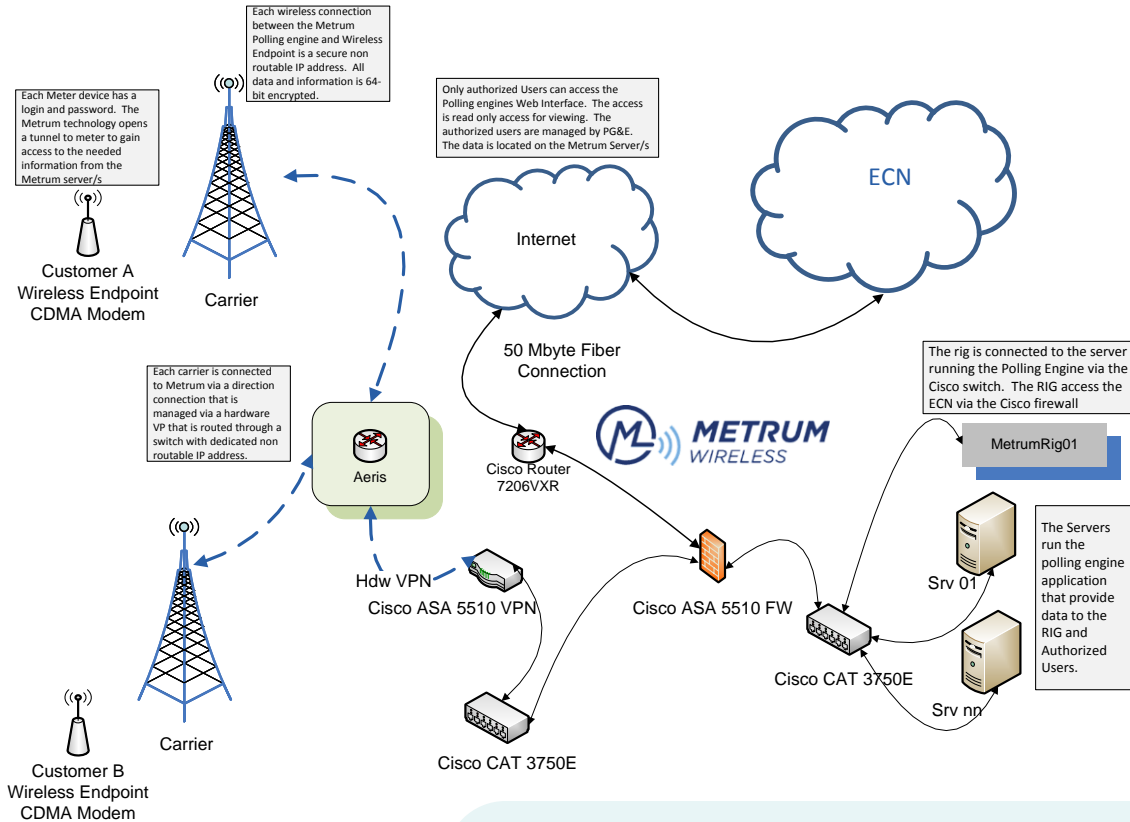 Each wireless connection
between the Metrum
Polling engine and Wireless
Endpoint is a secure non
routable IP address.  All
data and information is 64-
bit encrypted.
Each Meter device has a
login and password.  The
Metrum technology opens
a tunnel to meter to gain
access to the needed
information from the
Metrum server/s
Only authorized Users can access the
Polling engines Web Interface.  The access
is read only access for viewing.  The
authorized users are managed by PG&E.
The data is located on the Metrum Server/s
ECN
Internet
Customer A
Wireless Endpoint
CDMA Modem
Carrier
50 Mbyte Fiber
Connection
The rig is connected to the server
running the Polling Engine via the
Cisco switch.  The RIG access the
ECN via the Cisco firewall
Each carrier is connected
to Metrum via a direction
connection that is
managed via a hardware
VP that is routed through a
switch with dedicated non
routable IP address.
METRUM
WIRELESS
MetrumRig01
Aeris
Cisco Router
7206VXR
The Servers
run the
polling engine
application
that provide
data to the
RIG and
Authorized
Users.
Hdw VPN
Cisco ASA 5510 VPN
Cisco ASA 5510 FW
Srv 01
Cisco CAT 3750E
Srv nn
Carrier
Cisco CAT 3750E
Customer B
Wireless Endpoint
CDMA Modem